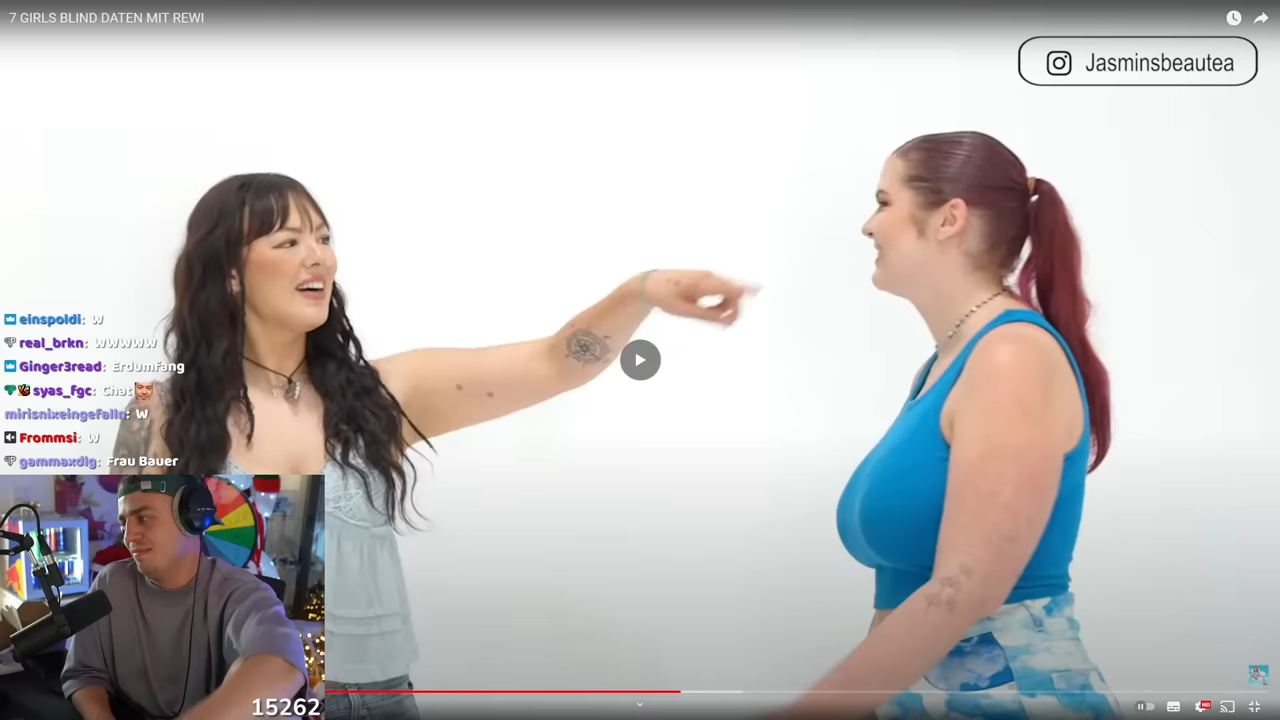 7 GIRLS BLIND DATEN MIT REWI
Jasminsbeautea
einspoldi: W
real_brkn: WWWWW
Ginger3read: Erdumfang
syas_fgc: Chat
mirisnixeingefalln: W
Frommsi: W
gammaxdlg: Frau Bauer
15262
HD